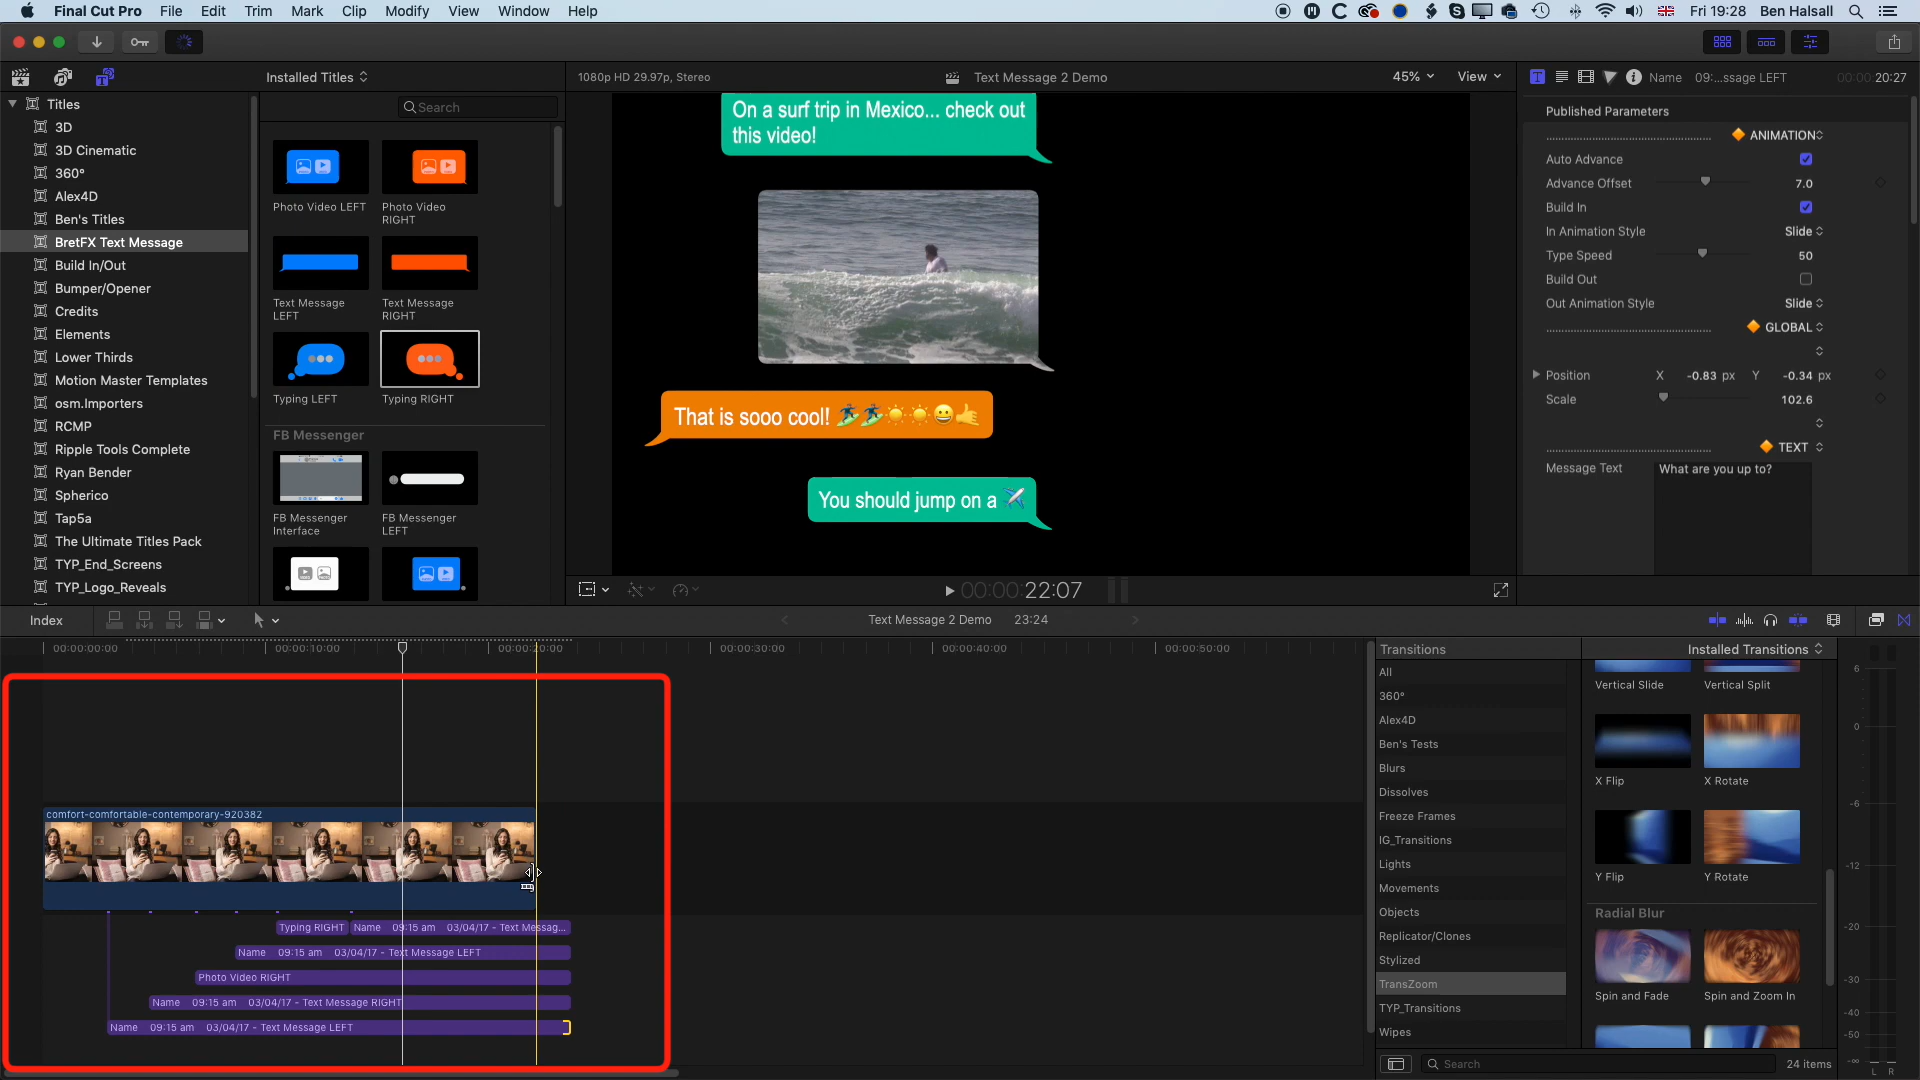 Final Cut Pro File Edit Trim Mark Clip Modify View Window Help
Fri 19:28 Ben Halsall
Installed Titles
1080p HD 29.97p, Stereo
Text Message 2 Demo
45%
View
Name 09:...ssage LEFT
00:00:20:27
Titles
3D
3D Cinematic
360°
Alex4D
Ben's Titles
BretFX Text Message
Build In/Out
Bumper/Opener
Credits
Elements
Lower Thirds
Motion Master Templates
osm.Importers
RCMP
Ripple Tools Complete
Ryan Bender
Spherico
Tap5a
The Ultimate Titles Pack
TYP_End_Screens
TYP_Logo_Reveals
Search
Photo Video LEFT
Photo Video
RIGHT
Text Message
LEFT
Text Message
RIGHT
Typing LEFT
Typing RIGHT
FB Messenger
FB Messenger
Interface
FB Messenger
LEFT
On a surf trip in Mexico... check out
this video!
That is sooo cool! 🏄🏄☀️☀️😀🤙
You should jump on a ✈️
00:00:00:22:07
Published Parameters
ANIMATION
Auto Advance
Advance Offset 7.0
Build In
In Animation Style Slide
Type Speed 50
Build Out
Out Animation Style Slide
GLOBAL
Position X -0.83 px Y -0.34 px
Scale 102.6
TEXT
Message Text What are you up to?
Index
Text Message 2 Demo 23:24
00:00:00:00
00:00:10:00
00:00:20:00
00:00:30:00
00:00:40:00
00:00:50:00
comfort-comfortable-contemporary-920382
Typing RIGHT
Name 09:15 am 03/04/17 - Text Messag...
Name 09:15 am 03/04/17 - Text Message LEFT
Photo Video RIGHT
Name 09:15 am 03/04/17 - Text Message RIGHT
Name 09:15 am 03/04/17 - Text Message LEFT
Transitions
Installed Transitions
All
360°
Alex4D
Ben's Tests
Blurs
Dissolves
Freeze Frames
IG_Transitions
Lights
Movements
Objects
Replicator/Clones
Stylized
TransZoom
TYP_Transitions
Wipes
Vertical Slide
Vertical Split
X Flip
X Rotate
Y Flip
Y Rotate
Radial Blur
Spin and Fade
Spin and Zoom In
Search
24 items
6
0
-6
-12
-20
-30
-40
-50
-∞
L R